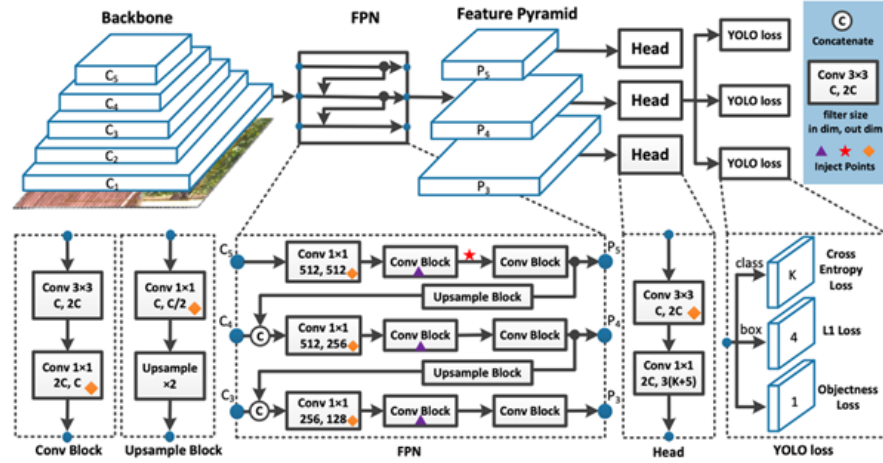 Backbone
FPN
Feature Pyramid
C5
C4
C3
C2
C1
P5
P4
P3
Head
Head
Head
YOLO loss
YOLO loss
YOLO loss
C
Concatenate
Conv 3×3
C, 2C
filter size
in dim, out dim
Inject Points
Conv 3×3
C, 2C
Conv 1×1
2C, C
Conv Block
Conv 1×1
C, C/2
Upsample
×2
Upsample Block
C5
Conv 1×1
512, 512
Conv Block
Conv Block
P5
Upsample Block
C4
C
Conv 1×1
512, 256
Conv Block
Conv Block
P4
Upsample Block
C3
C
Conv 1×1
256, 128
Conv Block
Conv Block
P3
FPN
Conv 3×3
C, 2C
Conv 1×1
2C, 3(K+5)
Head
class
K
Cross
Entropy
Loss
box
4
L1 Loss
1
Objectness
Loss
YOLO loss